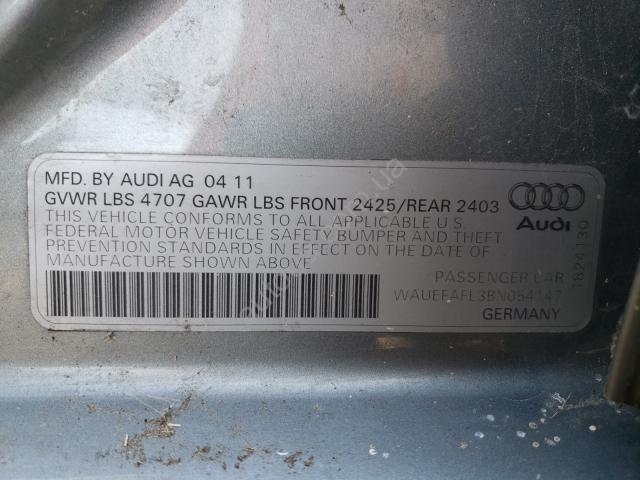 MFD. BY AUDI AG 04 11
GVWR LBS 4707 GAWR LBS FRONT 2425/REAR 2403
THIS VEHICLE CONFORMS TO ALL APPLICABLE U S
FEDERAL MOTOR VEHICLE SAFETY BUMPER AND THEFT
PREVENTION STANDARDS IN EFFECT ON THE DATE OF
MANUFACTURE SHOWN ABOVE
Audi
1824130
PASSENGER CAR
GERMANY